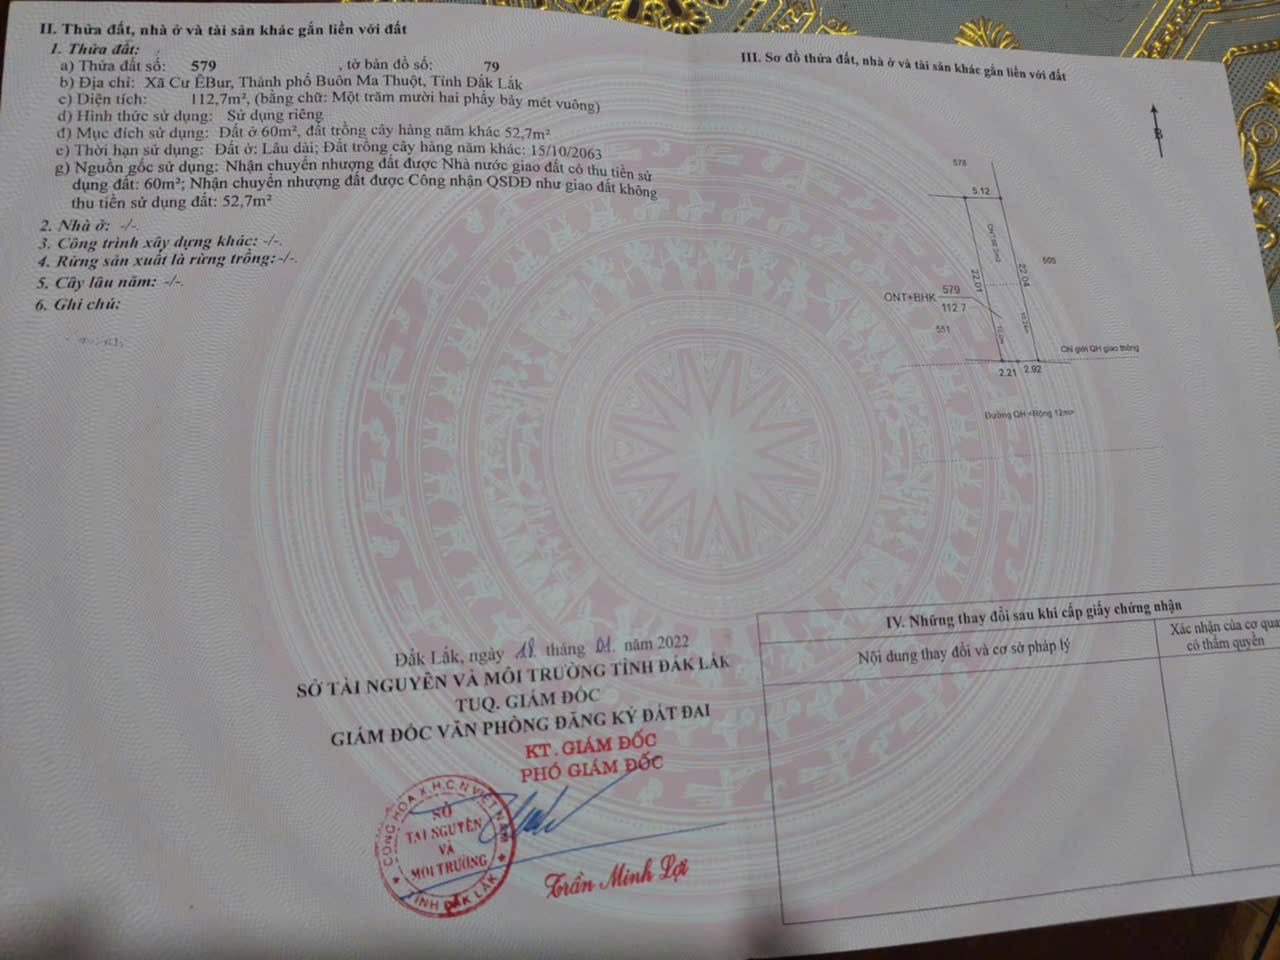 II. Thửa đất, nhà ở và tài sản khác gắn liền với đất
1. Thửa đất:
a) Thửa đất số: 579 , tờ bản đồ số: 79
b) Địa chỉ: Xã Cư ÊBur, Thành phố Buôn Ma Thuột, Tỉnh Đắk Lắk
c) Diện tích: 112,7m², (bằng chữ: Một trăm mười hai phẩy bảy mét vuông)
d) Hình thức sử dụng: Sử dụng riêng
đ) Mục đích sử dụng: Đất ở 60m², đất trồng cây hàng năm khác 52,7m²
e) Thời hạn sử dụng: Đất ở: Lâu dài; Đất trồng cây hàng năm khác: 15/10/2063
g) Nguồn gốc sử dụng: Nhận chuyển nhượng đất được Nhà nước giao đất có thu tiền sử
dụng đất: 60m²; Nhận chuyển nhượng đất được Công nhận QSDĐ như giao đất không
thu tiền sử dụng đất: 52,7m²
2. Nhà ở: -/-.
3. Công trình xây dựng khác: -/-.
4. Rừng sản xuất là rừng trồng: -/-.
5. Cây lâu năm: -/-.
6. Ghi chú:
Đắk Lắk, ngày 18 tháng 01. năm 2022
SỞ TÀI NGUYÊN VÀ MÔI TRƯỜNG TỈNH ĐẮK LẮK
TUQ. GIÁM ĐỐC
GIÁM ĐỐC VĂN PHÒNG ĐĂNG KÝ ĐẤT ĐAI
KT. GIÁM ĐỐC
PHÓ GIÁM ĐỐC
CỘNG HÒA X.H.C.N VIỆT NAM
SỞ
TÀI NGUYÊN
VÀ
MÔI TRƯỜNG
TỈNH ĐẮK LẮK
Trần Minh Lợi
III. Sơ đồ thửa đất, nhà ở và tài sản khác gắn liền với đất
B
578
5.12
22.01
22.04
505
ONT+BHK
579
112.7
551
Chỉ giới QH giao thông
2.21
2.92
Đường QH <Rộng 12m>
IV. Những thay đổi sau khi cấp giấy chứng nhận
Nội dung thay đổi và cơ sở pháp lý
Xác nhận của cơ quan
có thẩm quyền